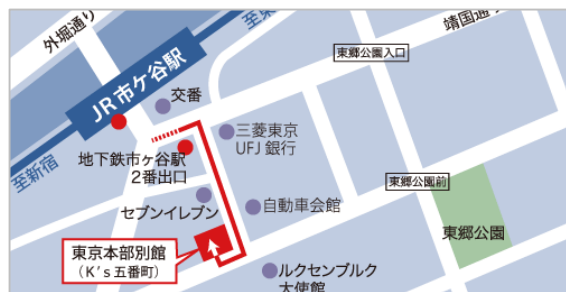 外堀通り
靖国通り
至東
東郷公園入口
JR市ケ谷駅
交番
三菱東京
UFJ銀行
至新宿
地下鉄市ヶ谷駅
2番出口
東郷公園前
セブンイレブン
自動車会館
東郷公園
東京本部別館
(K's五番町)
ルクセンブルク
大使館